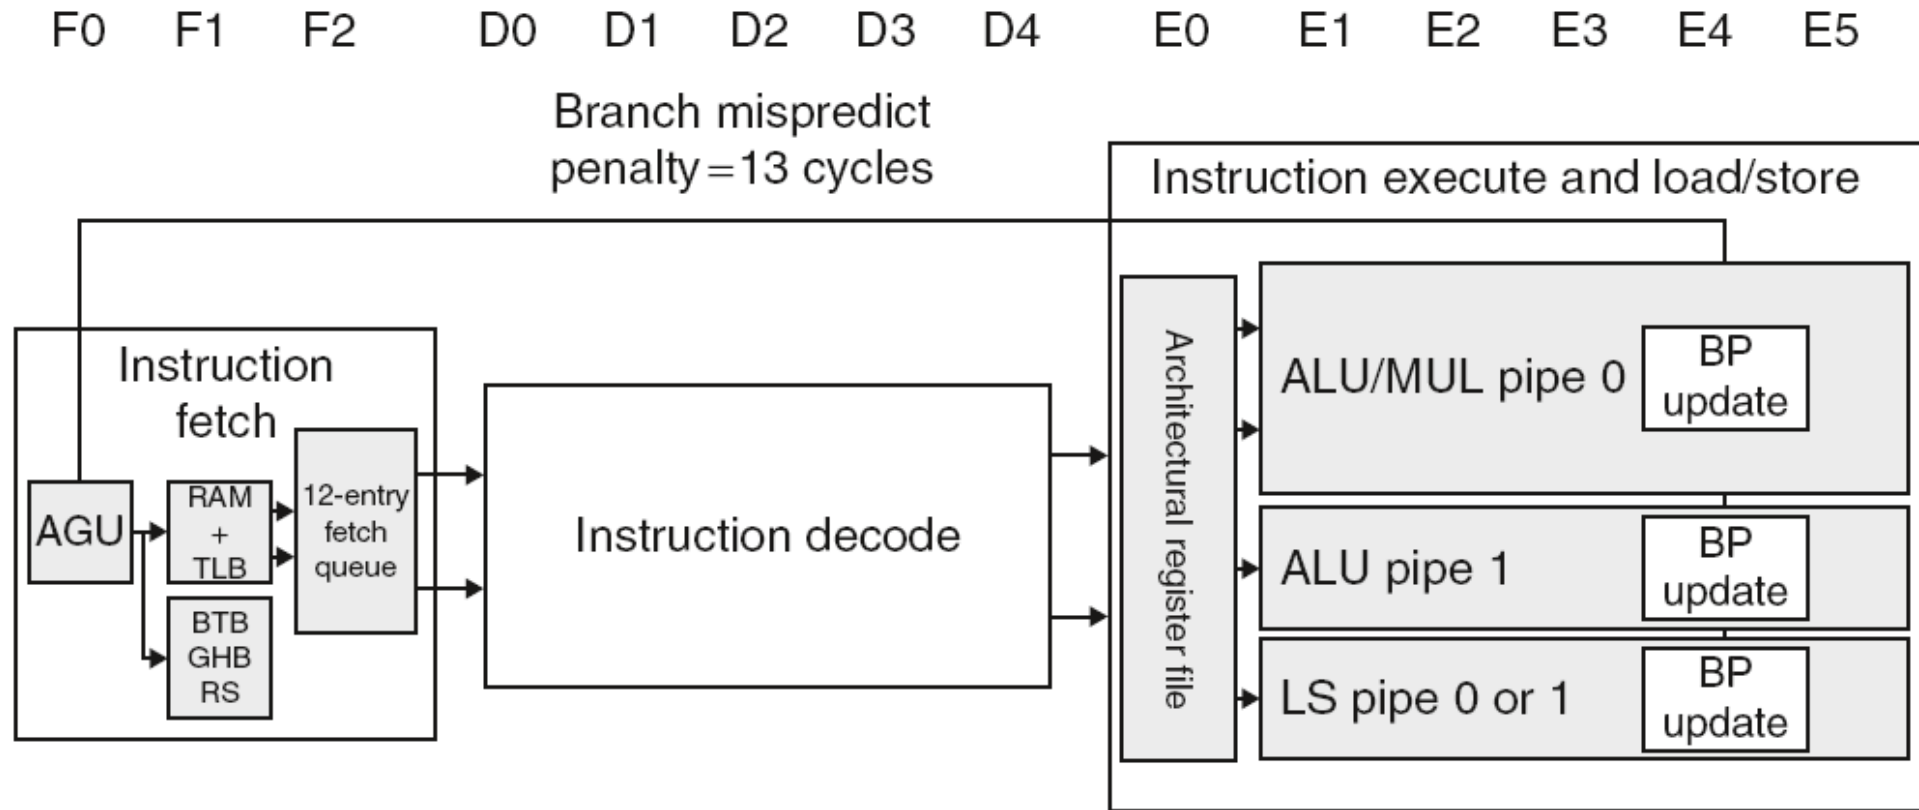 F0 F1 F2 D0 D1 D2 D3 D4 E0 E1 E2 E3 E4 E5
Branch mispredict
penalty=13 cycles
Instruction execute and load/store
Instruction
fetch
AGU
RAM
+
TLB
BTB
GHB
RS
12-entry
fetch
queue
Instruction decode
Architectural register file
ALU/MUL pipe 0
BP
update
ALU pipe 1
BP
update
LS pipe 0 or 1
BP
update